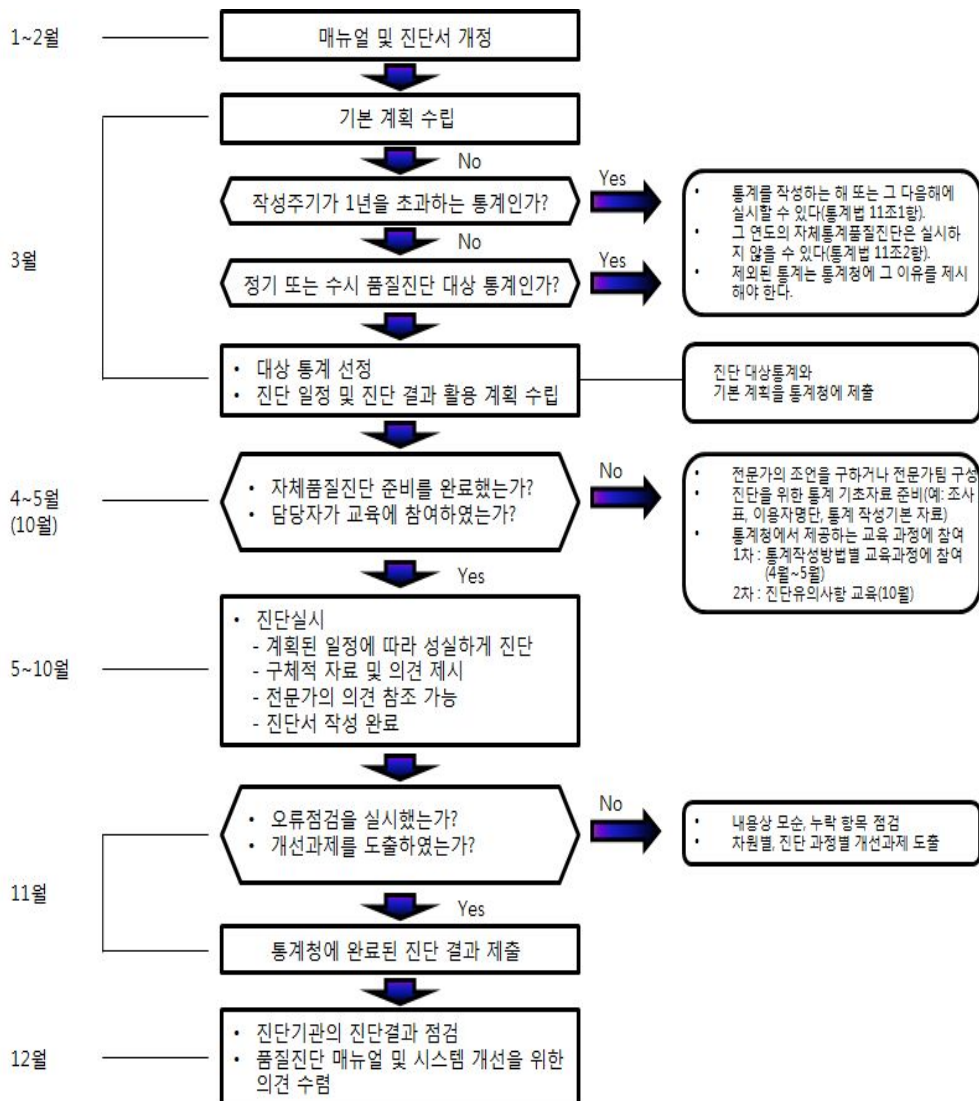 1~2월
매뉴얼 및 진단서 개정
기본 계획 수립
No
3월
작성주기가 1년을 초과하는 통계인가?
Yes
No
정기 또는 수시 품질진단 대상 통계인가?
Yes
• 통계를 작성하는 해 또는 그 다음해에
실시할 수 있다(통계법 11조1항).
• 그 연도의 자체통계품질진단은 실시하
지 않을 수 있다(통계법 11조2항).
• 제외된 통계는 통계청에 그 이유를 제시
해야 한다.
• 대상 통계 선정
• 진단 일정 및 진단 결과 활용 계획 수립
진단 대상통계와
기본 계획을 통계청에 제출
4~5월
(10월)
• 자체품질진단 준비를 완료했는가?
• 담당자가 교육에 참여하였는가?
No
• 전문가의 조언을 구하거나 전문가팀 구성
• 진단을 위한 통계 기초자료 준비(예: 조사
표, 이용자명단, 통계 작성기본 자료)
• 통계청에서 제공하는 교육 과정에 참여
1차 : 통계작성방법별 교육과정에 참여
(4월~5월)
2차 : 진단유의사항 교육(10월)
Yes
5~10월
• 진단실시
- 계획된 일정에 따라 성실하게 진단
- 구체적 자료 및 의견 제시
- 전문가의 의견 참조 가능
- 진단서 작성 완료
11월
• 오류점검을 실시했는가?
• 개선과제를 도출하였는가?
No
• 내용상 모순, 누락 항목 점검
• 차원별, 진단 과정별 개선과제 도출
Yes
통계청에 완료된 진단 결과 제출
12월
• 진단기관의 진단결과 점검
• 품질진단 매뉴얼 및 시스템 개선을 위한
의견 수렴